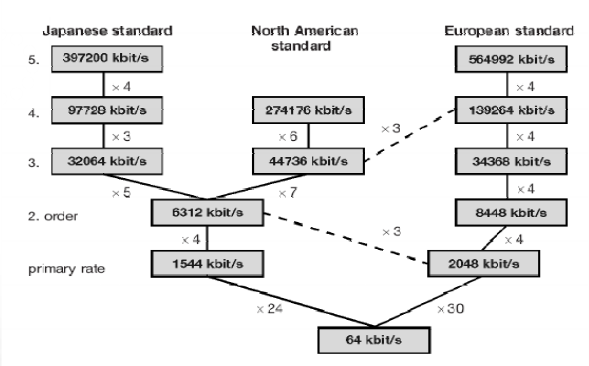 Japanese standard North American standard European standard
5. 397200 kbit/s 564992 kbit/s
× 4 × 4
4. 97728 kbit/s 274176 kbit/s 139264 kbit/s
× 3 × 6 × 3 × 4
3. 32064 kbit/s 44736 kbit/s 34368 kbit/s
× 5 × 7 × 4
2. order 6312 kbit/s 8448 kbit/s
× 4 × 3 × 4
primary rate 1544 kbit/s 2048 kbit/s
× 24 × 30
64 kbit/s